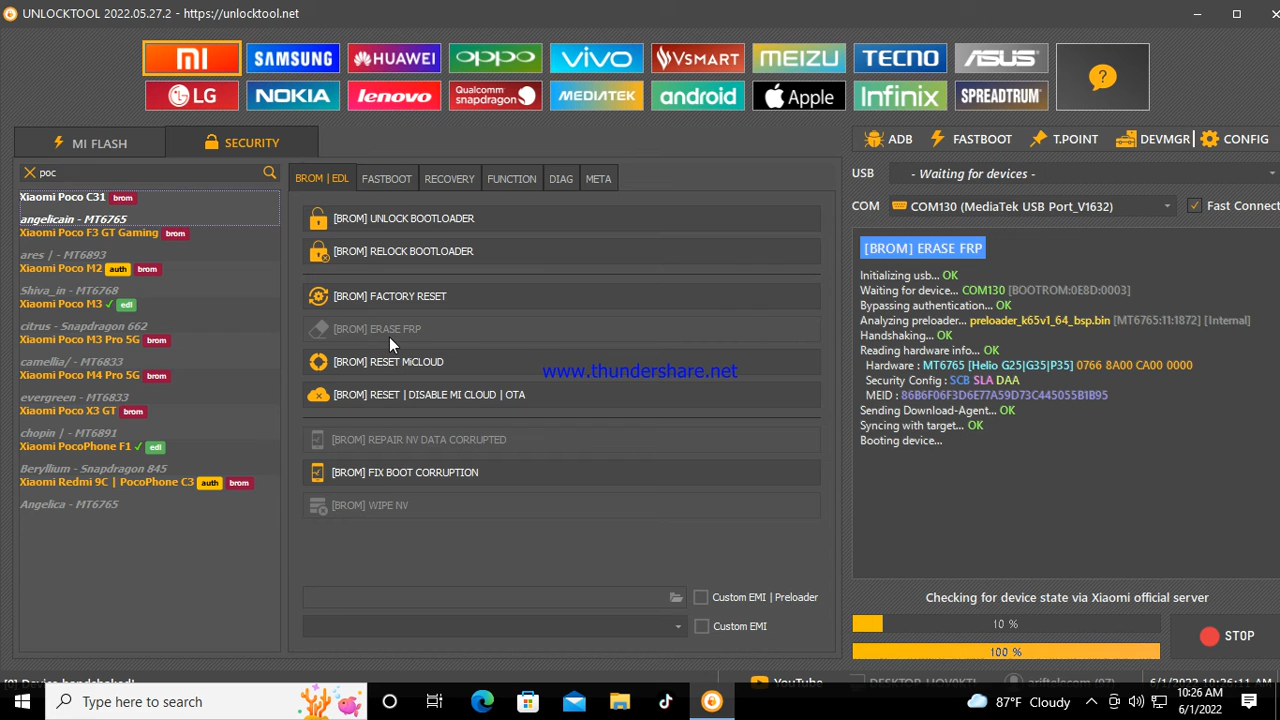 UNLOCKTOOL 2022.05.27.2 - https://unlocktool.net
MI SAMSUNG HUAWEI oppo vivo VSMART MEIZU TECNO ASUS ?
LG NOKIA lenovo Qualcomm snapdragon MEDIATEK android Apple Infinix SPREADTRUM
MI FLASH SECURITY
ADB FASTBOOT T.POINT DEVMGR CONFIG
poc
BROM | EDL FASTBOOT RECOVERY FUNCTION DIAG META
USB - Waiting for devices -
COM COM130 (MediaTek USB Port_V1632) Fast Connect
Xiaomi Poco C31 brom
angelicain - MT6765
Xiaomi Poco F3 GT Gaming brom
ares | - MT6893
Xiaomi Poco M2 auth brom
Shiva_in - MT6768
Xiaomi Poco M3 ✓ edl
citrus - Snapdragon 662
Xiaomi Poco M3 Pro 5G brom
camellia/ - MT6833
Xiaomi Poco M4 Pro 5G brom
evergreen - MT6833
Xiaomi Poco X3 GT brom
chopin | - MT6891
Xiaomi PocoPhone F1 ✓ edl
Beryllium - Snapdragon 845
Xiaomi Redmi 9C | PocoPhone C3 auth brom
Angelica - MT6765
[BROM] UNLOCK BOOTLOADER
[BROM] RELOCK BOOTLOADER
[BROM] FACTORY RESET
[BROM] ERASE FRP
[BROM] RESET MiCLOUD
www.thundershare.net
[BROM] RESET | DISABLE MI CLOUD | OTA
[BROM] REPAIR NV DATA CORRUPTED
[BROM] FIX BOOT CORRUPTION
[BROM] WIPE NV
Custom EMI | Preloader
Custom EMI
[BROM] ERASE FRP
Initializing usb... OK
Waiting for device... COM130 [BOOTROM:0E8D:0003]
Bypassing authentication... OK
Analyzing preloader... preloader_k65v1_64_bsp.bin [MT6765:11:1872] [Internal]
Handshaking... OK
Reading hardware info... OK
Hardware : MT6765 [Helio G25|G35|P35] 0766 8A00 CA00 0000
Security Config : SCB SLA DAA
MEID : 86B6F06F3D6E77A59D73C445055B1B95
Sending Download-Agent... OK
Syncing with target... OK
Booting device...
Checking for device state via Xiaomi official server
10 %
100 %
STOP
YouTube
Type here to search
87°F Cloudy
10:26 AM
6/1/2022